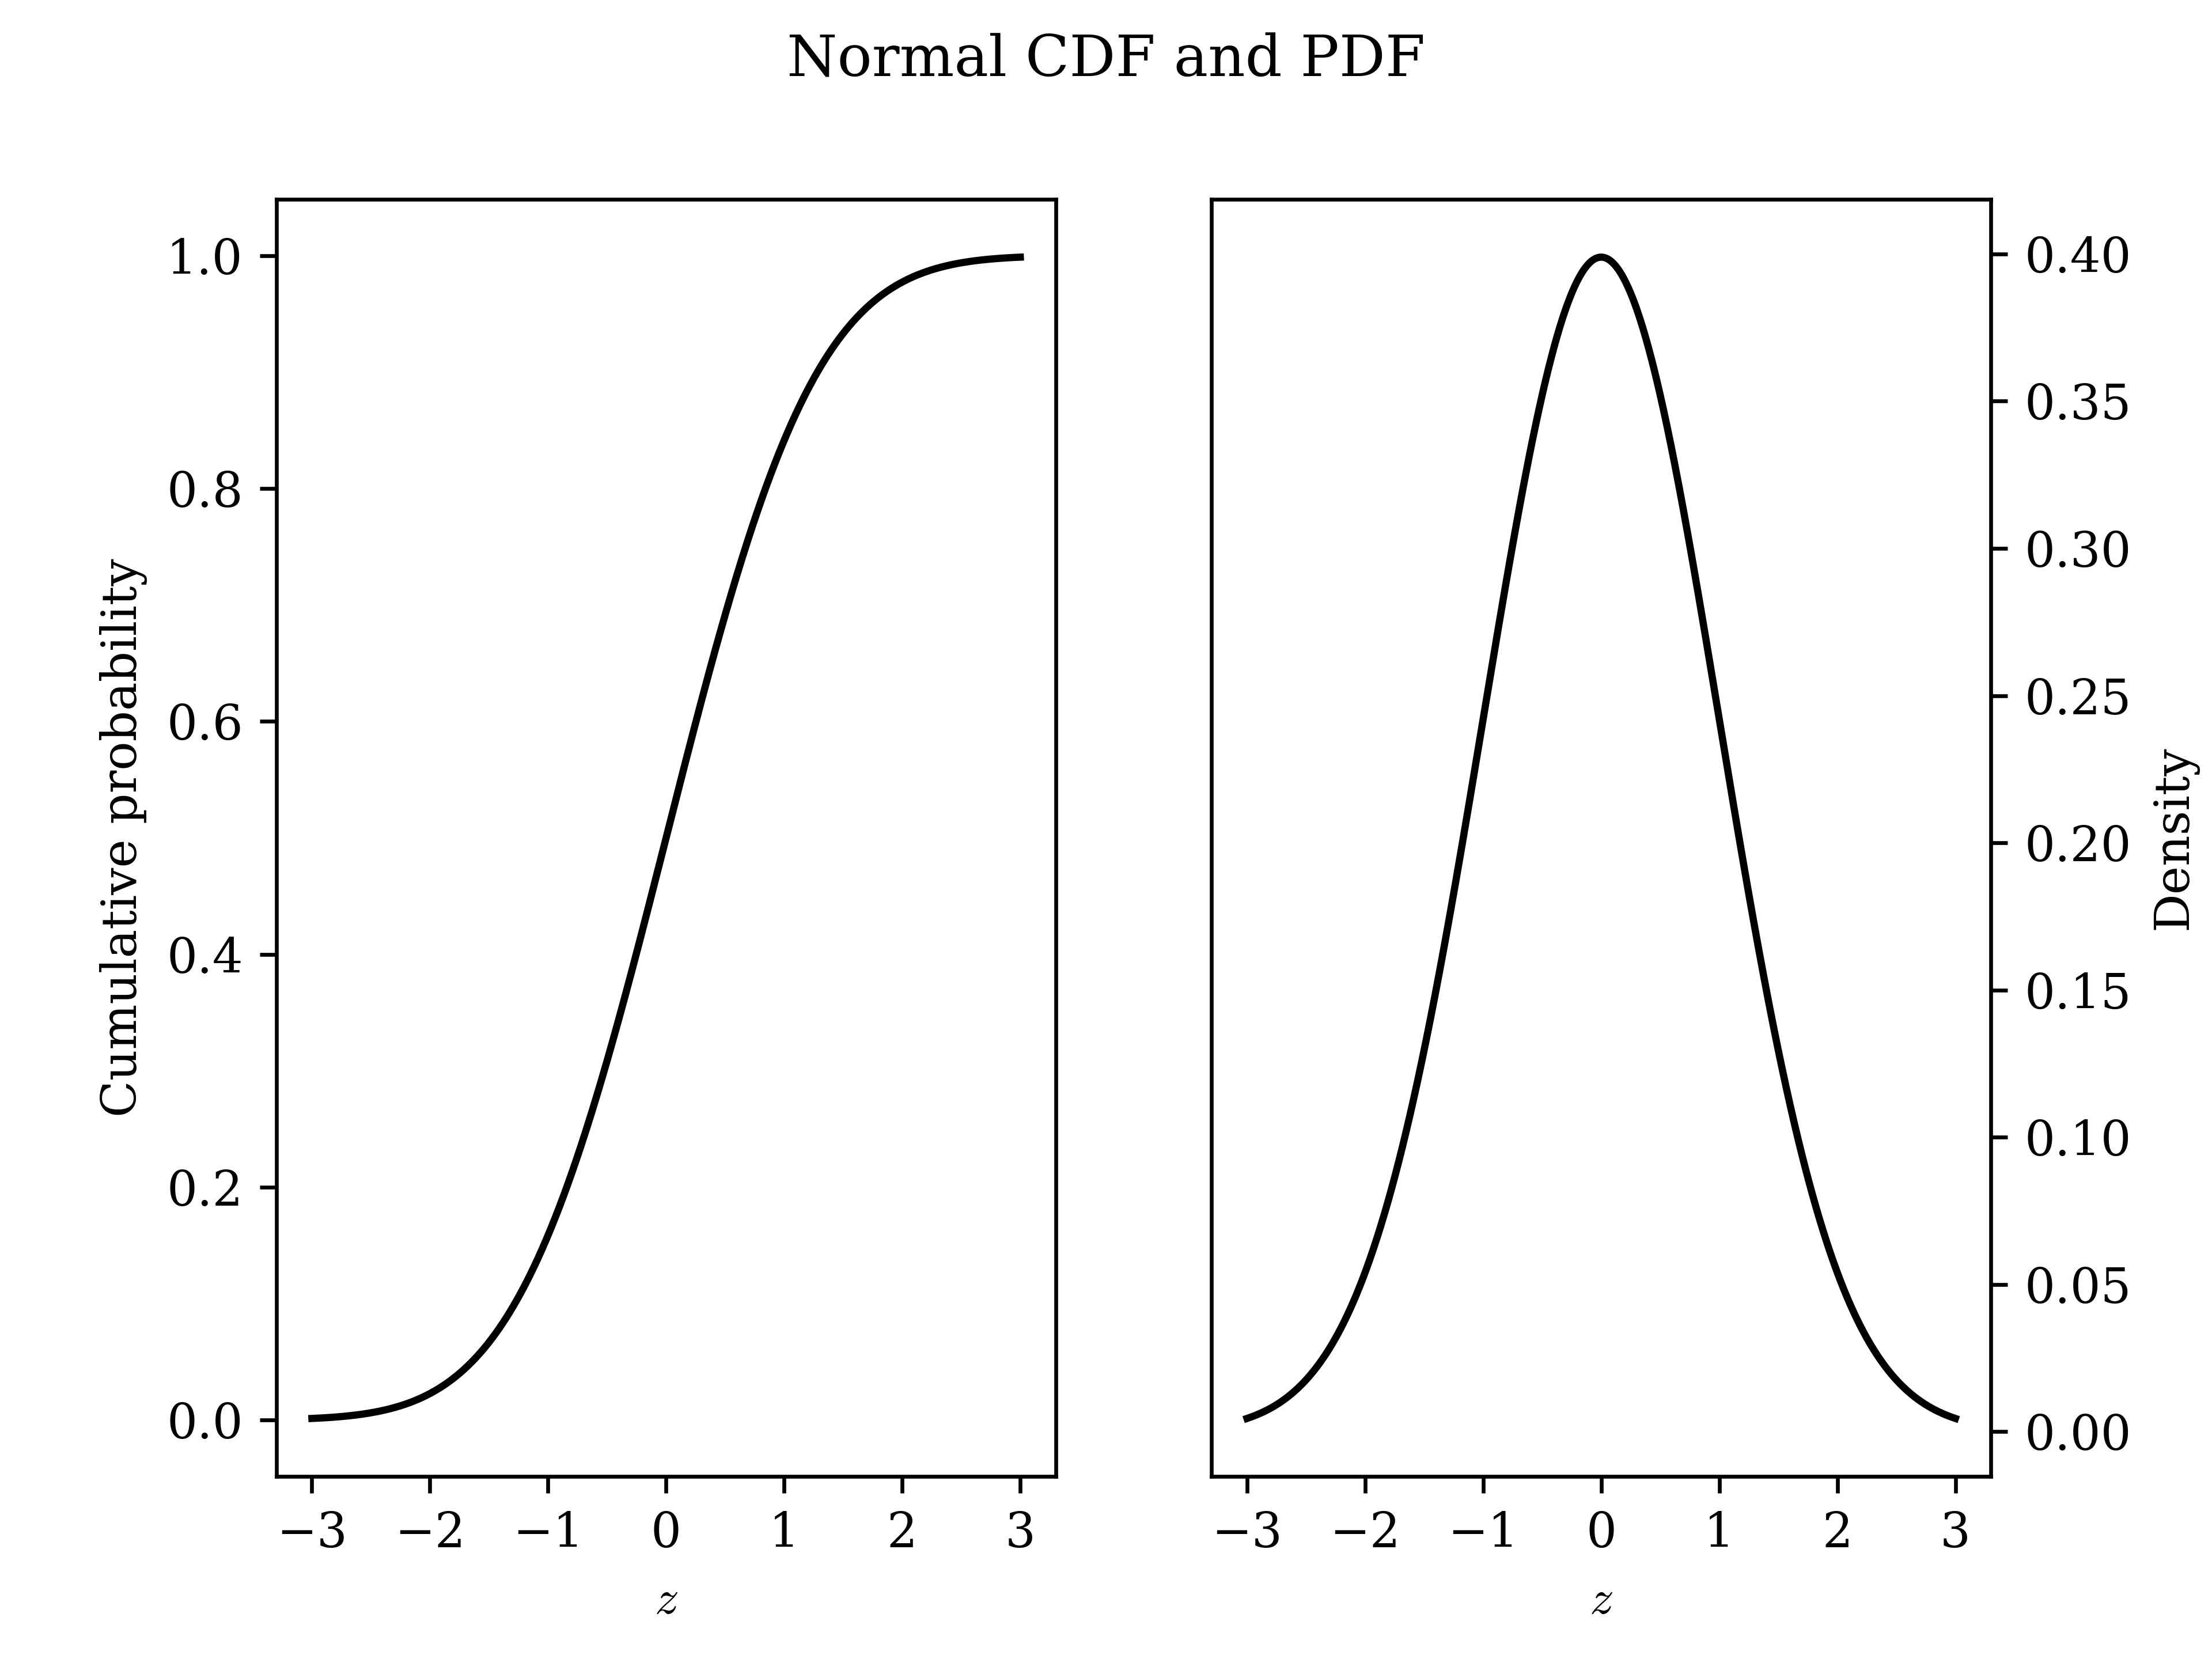 Normal CDF and PDF
Cumulative probability
1.0
0.8
0.6
0.4
0.2
0.0
−3 −2 −1 0 1 2 3
z
0.40
0.35
0.30
0.25
0.20
0.15
0.10
0.05
0.00
Density
−3 −2 −1 0 1 2 3
z